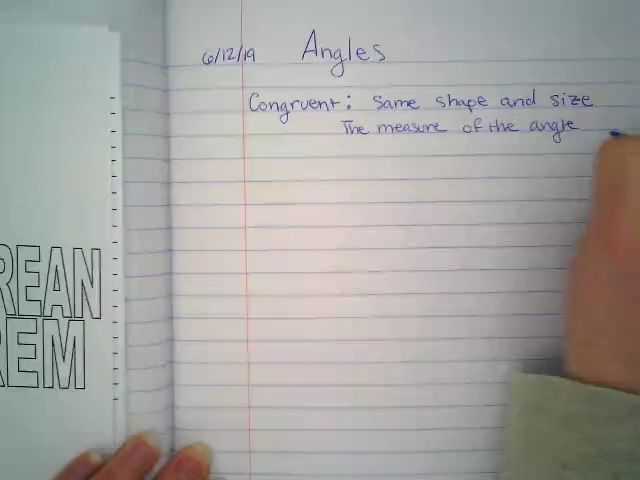 6/12/19 Angles
Congruent: same shape and size
The measure of the angle
REAN
REM